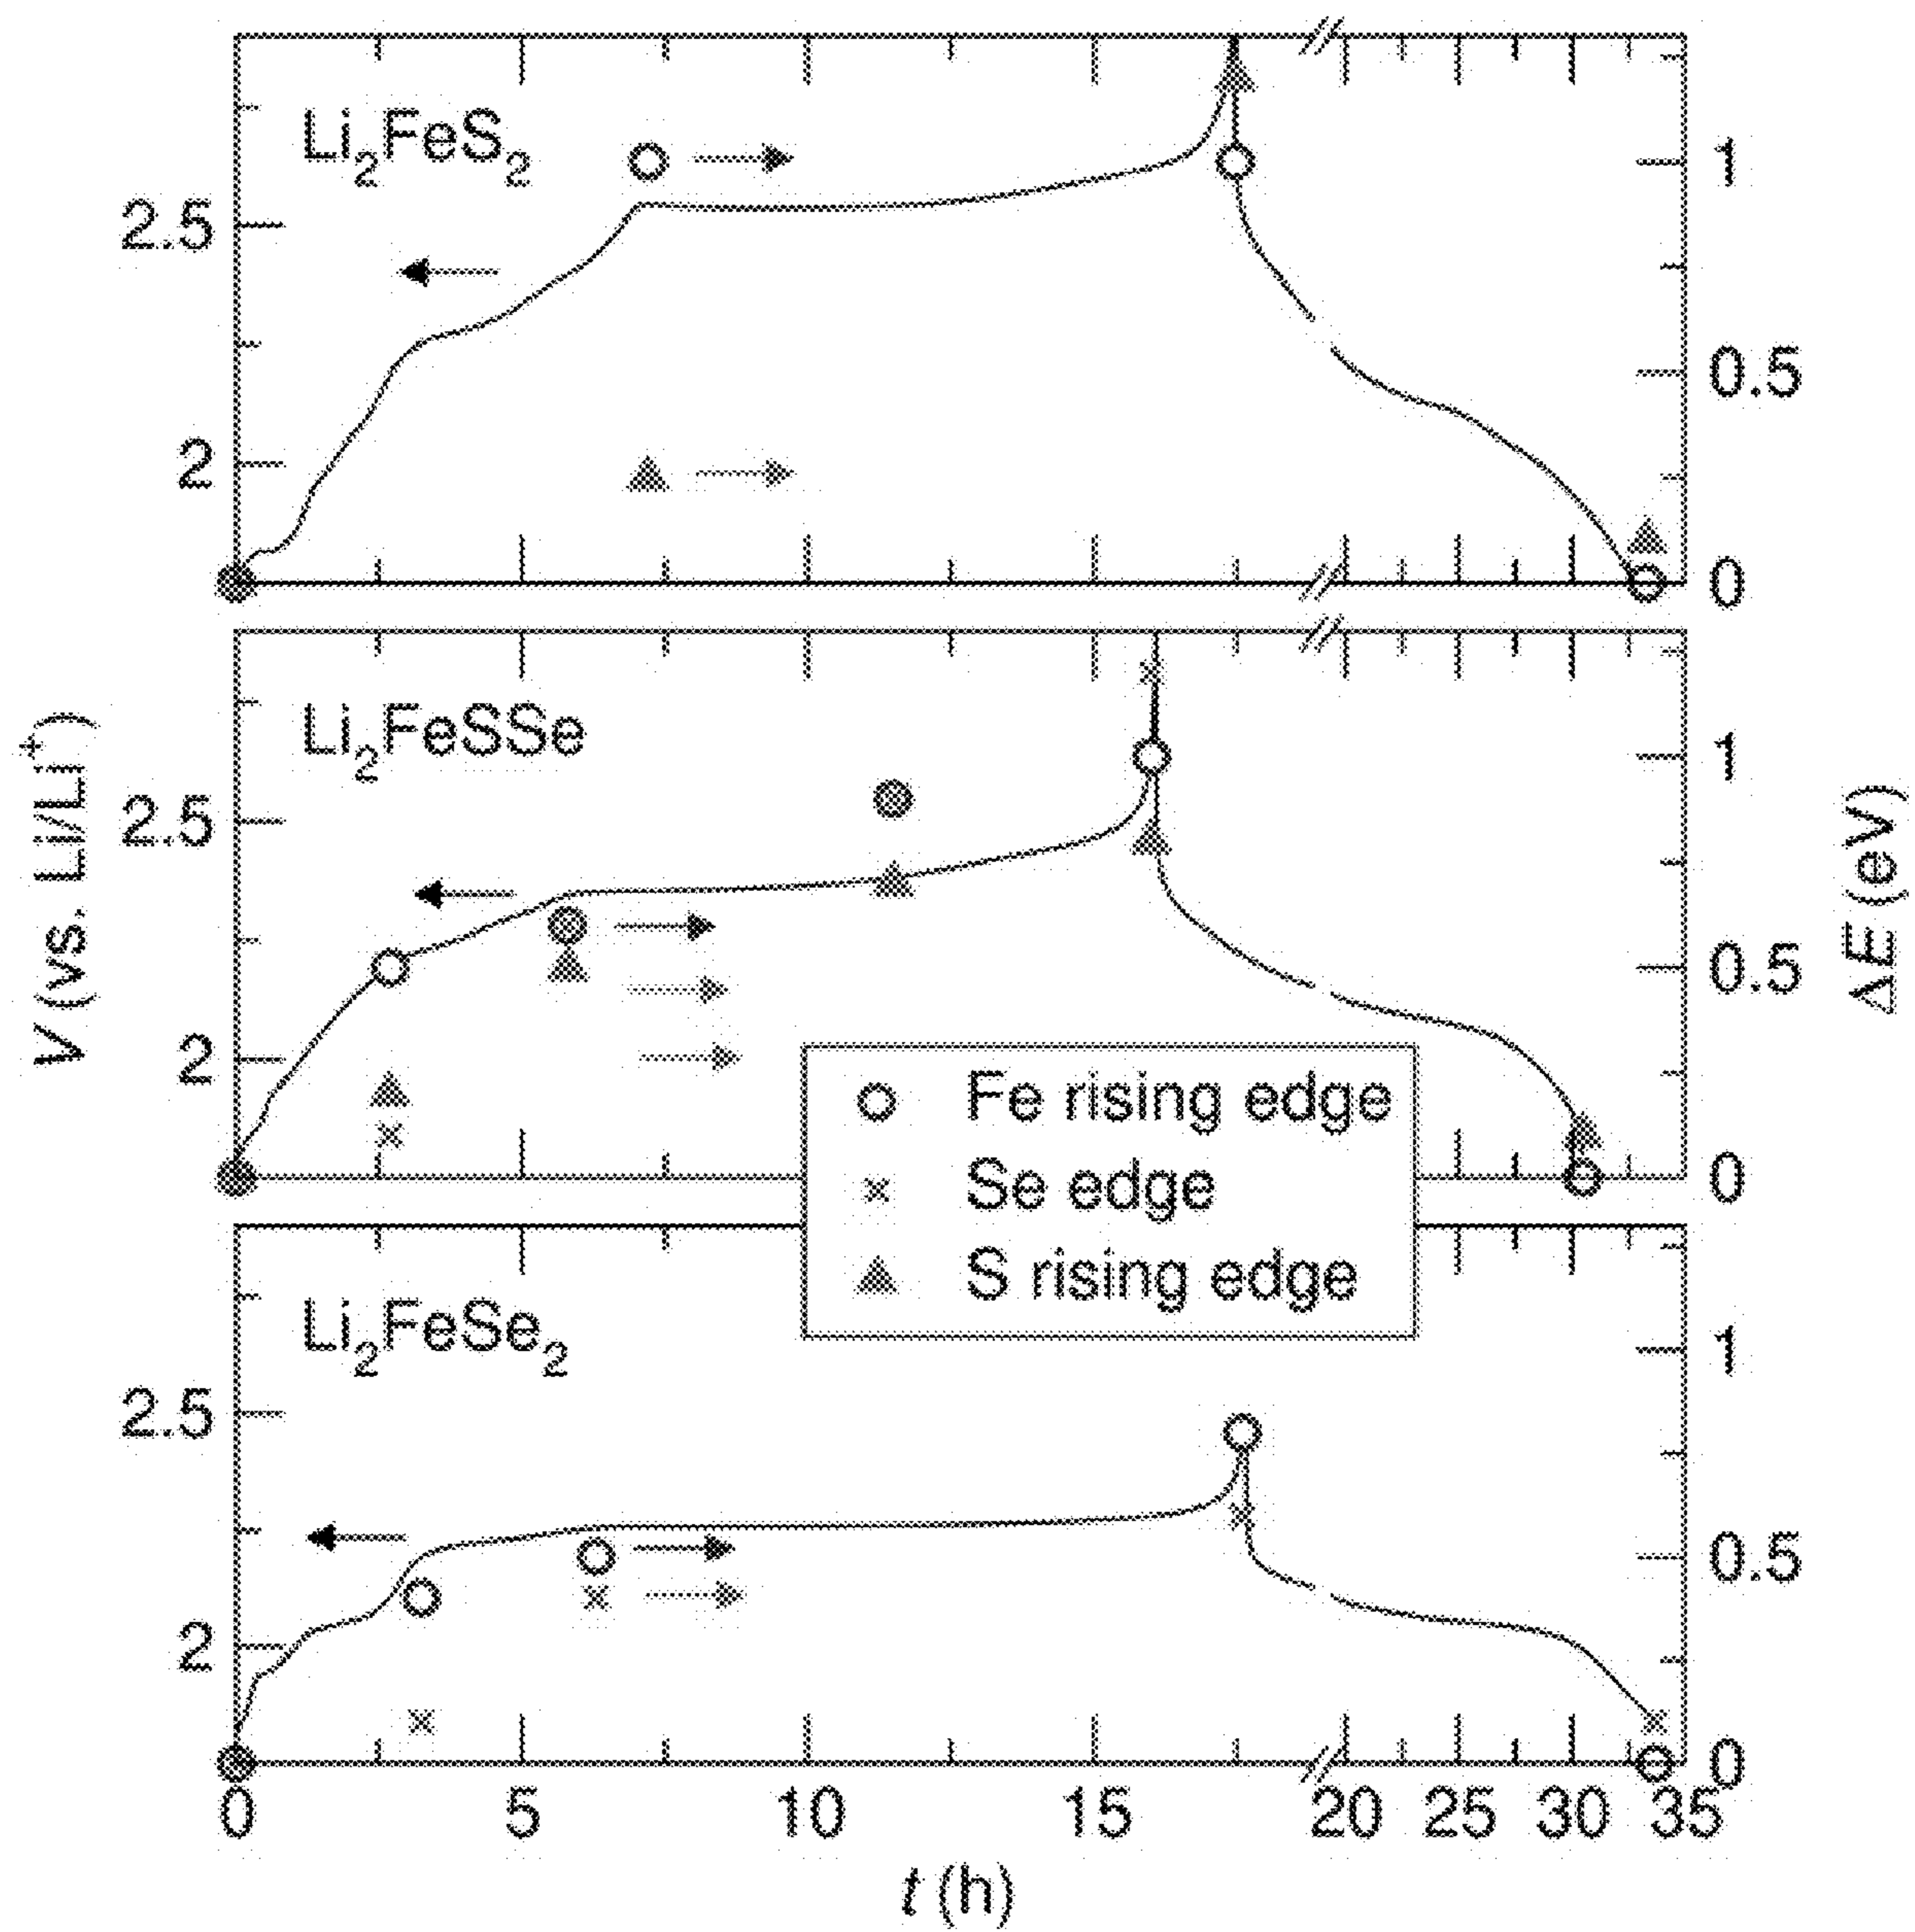 Li₂FeS₂
2.5
2
1
0.5
0
Li₂FeSSe
2.5
2
1
0.5
0
V (vs. Li/Li⁺)
ΔE (eV)
Fe rising edge
Se edge
S rising edge
Li₂FeSe₂
2.5
2
1
0.5
0
0 5 10 15 20 25 30 35
t (h)